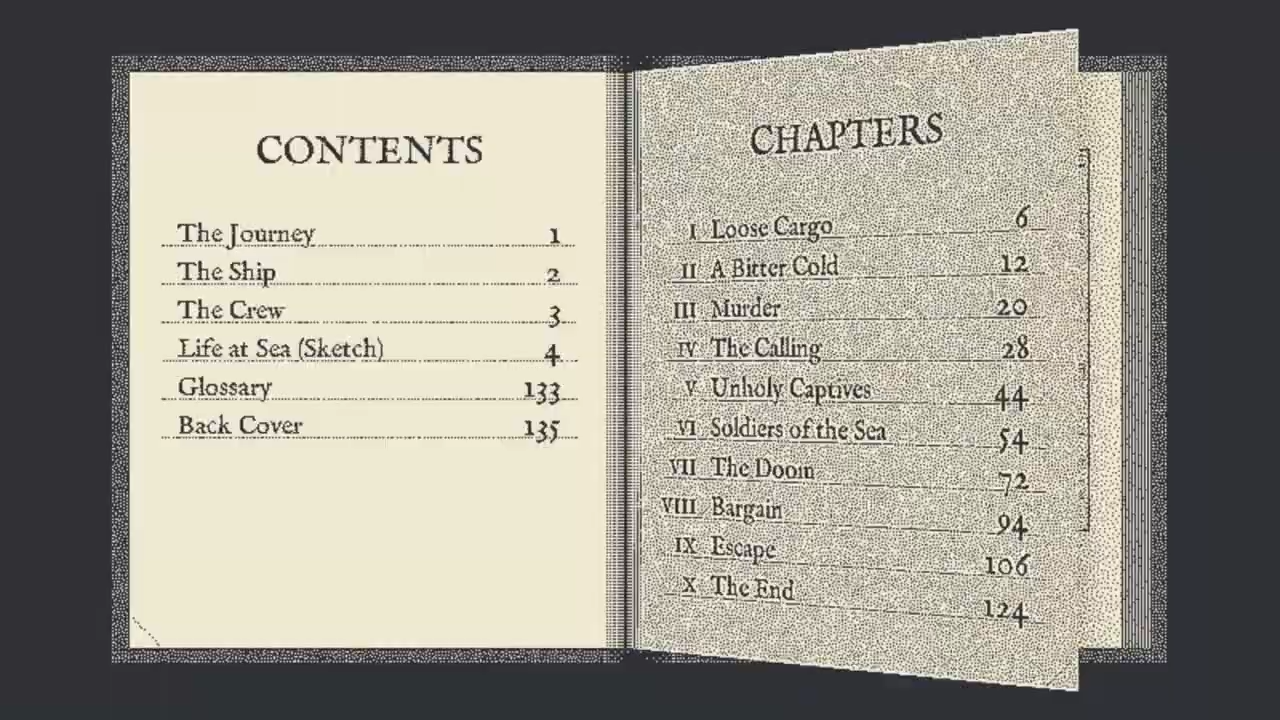 CONTENTS
The Journey 1
The Ship 2
The Crew 3
Life at Sea (Sketch) 4
Glossary 133
Back Cover 135
CHAPTERS
I Loose Cargo 6
II A Bitter Cold 12
III Murder 20
IV The Calling 28
V Unholy Captives 44
VI Soldiers of the Sea 54
VII The Doom 72
VIII Bargain 94
IX Escape 106
X The End 124